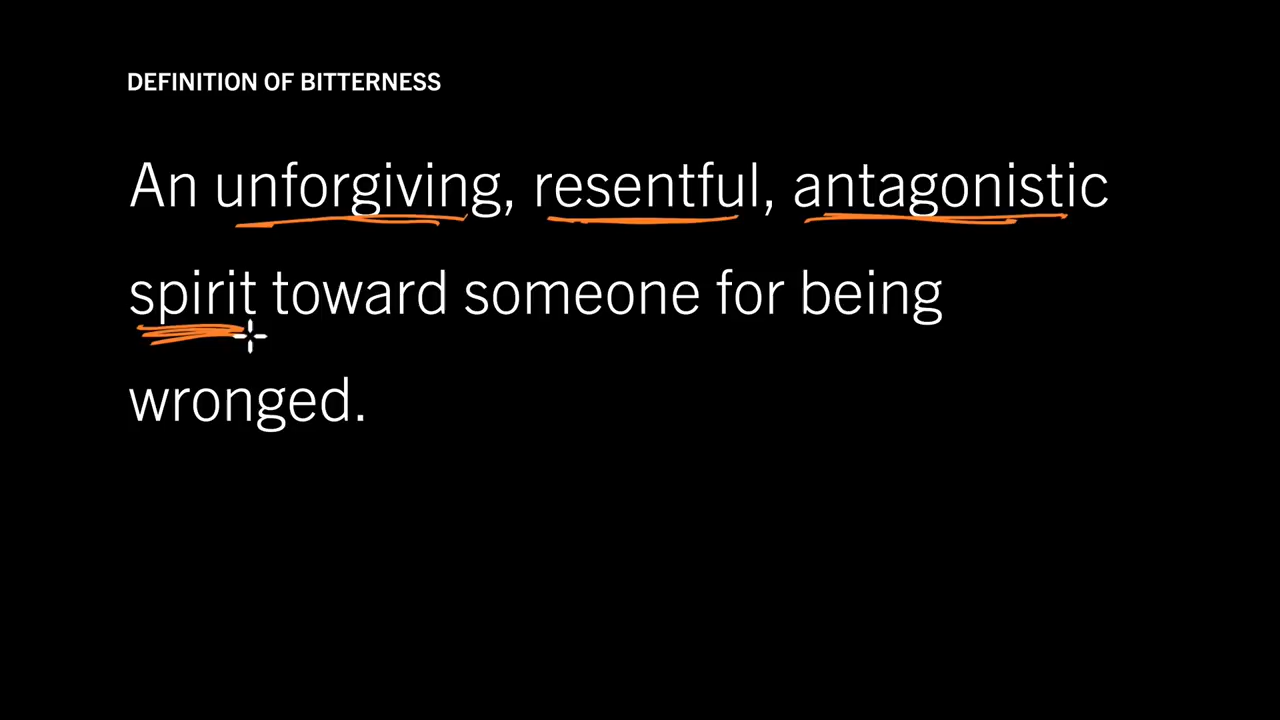 DEFINITION OF BITTERNESS
An unforgiving, resentful, antagonistic
spirit toward someone for being
wronged.